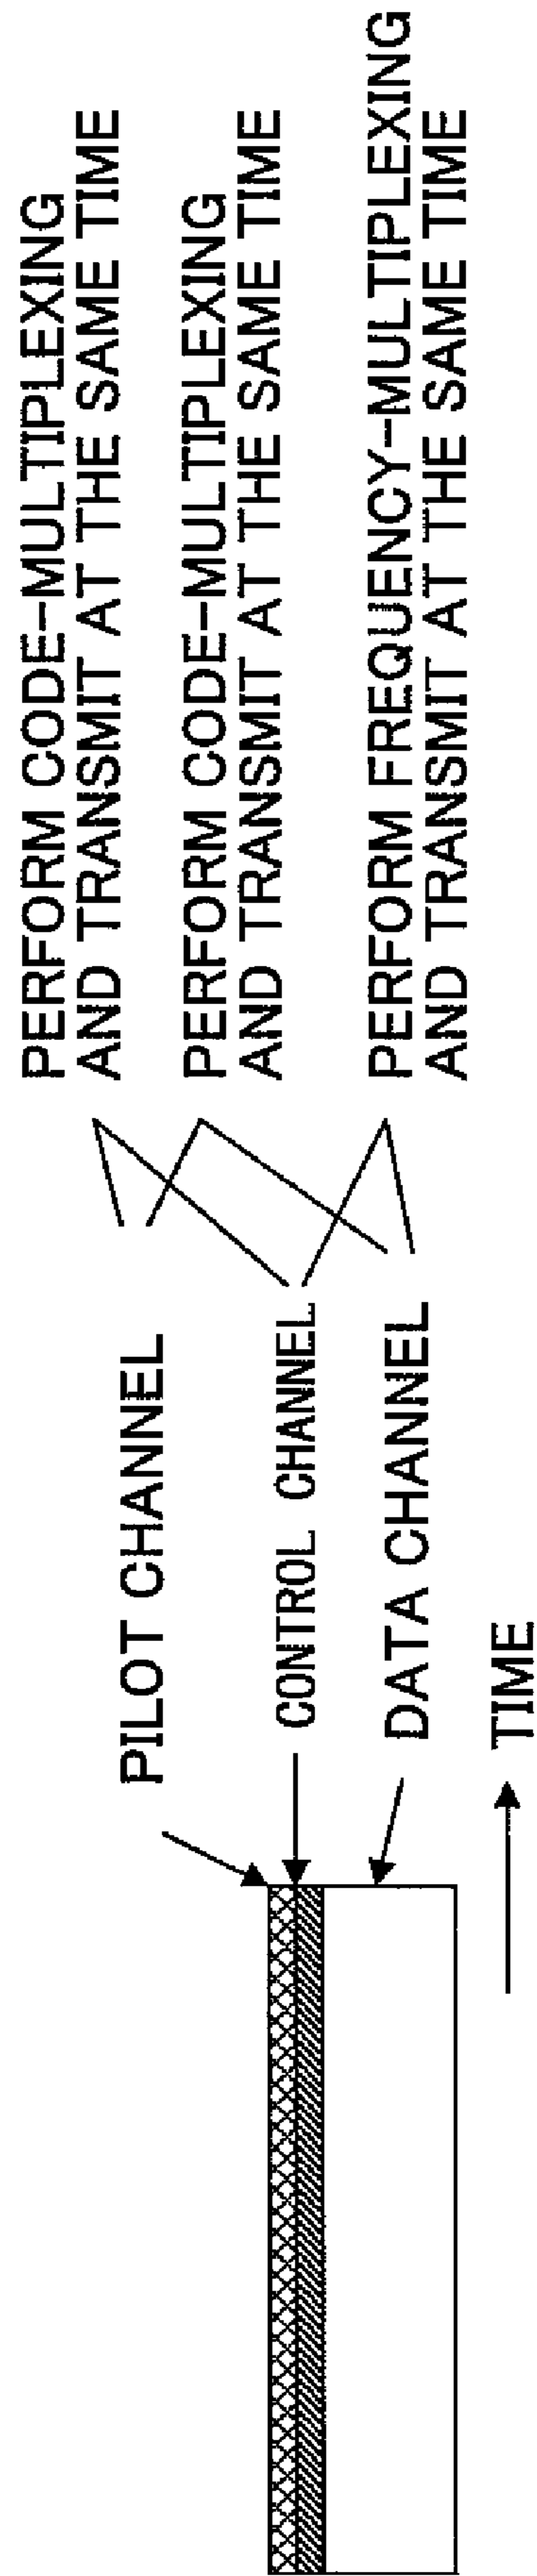 PILOT CHANNEL
CONTROL CHANNEL
DATA CHANNEL
TIME
PERFORM CODE-MULTIPLEXING
AND TRANSMIT AT THE SAME TIME
PERFORM CODE-MULTIPLEXING
AND TRANSMIT AT THE SAME TIME
PERFORM FREQUENCY-MULTIPLEXING
AND TRANSMIT AT THE SAME TIME